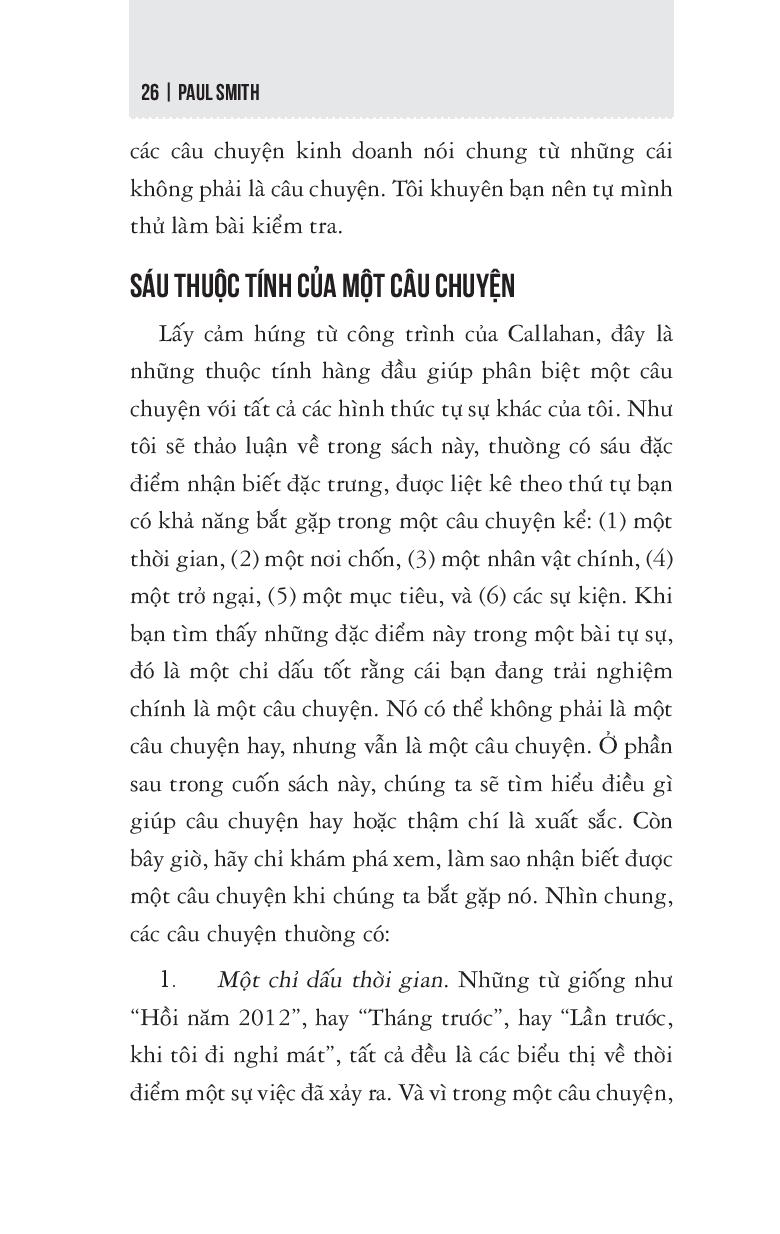 26 | PAUL SMITH
các câu chuyện kinh doanh nói chung từ những cái
không phải là câu chuyện. Tôi khuyên bạn nên tự mình
thử làm bài kiểm tra.
SÁU THUỘC TÍNH CỦA MỘT CÂU CHUYỆN
Lấy cảm hứng từ công trình của Callahan, đây là
những thuộc tính hàng đầu giúp phân biệt một câu
chuyện với tất cả các hình thức tự sự khác của tôi. Như
tôi sẽ thảo luận về trong sách này, thường có sáu đặc
điểm nhận biết đặc trưng, được liệt kê theo thứ tự bạn
có khả năng bắt gặp trong một câu chuyện kể: (1) một
thời gian, (2) một nơi chốn, (3) một nhân vật chính, (4)
một trở ngại, (5) một mục tiêu, và (6) các sự kiện. Khi
bạn tìm thấy những đặc điểm này trong một bài tự sự,
đó là một chỉ dấu tốt rằng cái bạn đang trải nghiệm
chính là một câu chuyện. Nó có thể không phải là một
câu chuyện hay, nhưng vẫn là một câu chuyện. Ở phần
sau trong cuốn sách này, chúng ta sẽ tìm hiểu điều gì
giúp câu chuyện hay hoặc thậm chí là xuất sắc. Còn
bây giờ, hãy chỉ khám phá xem, làm sao nhận biết được
một câu chuyện khi chúng ta bắt gặp nó. Nhìn chung,
các câu chuyện thường có:
1. Một chỉ dấu thời gian. Những từ giống như
“Hồi năm 2012”, hay “Tháng trước”, hay “Lần trước,
khi tôi đi nghỉ mát”, tất cả đều là các biểu thị về thời
điểm một sự việc đã xảy ra. Và vì trong một câu chuyện,